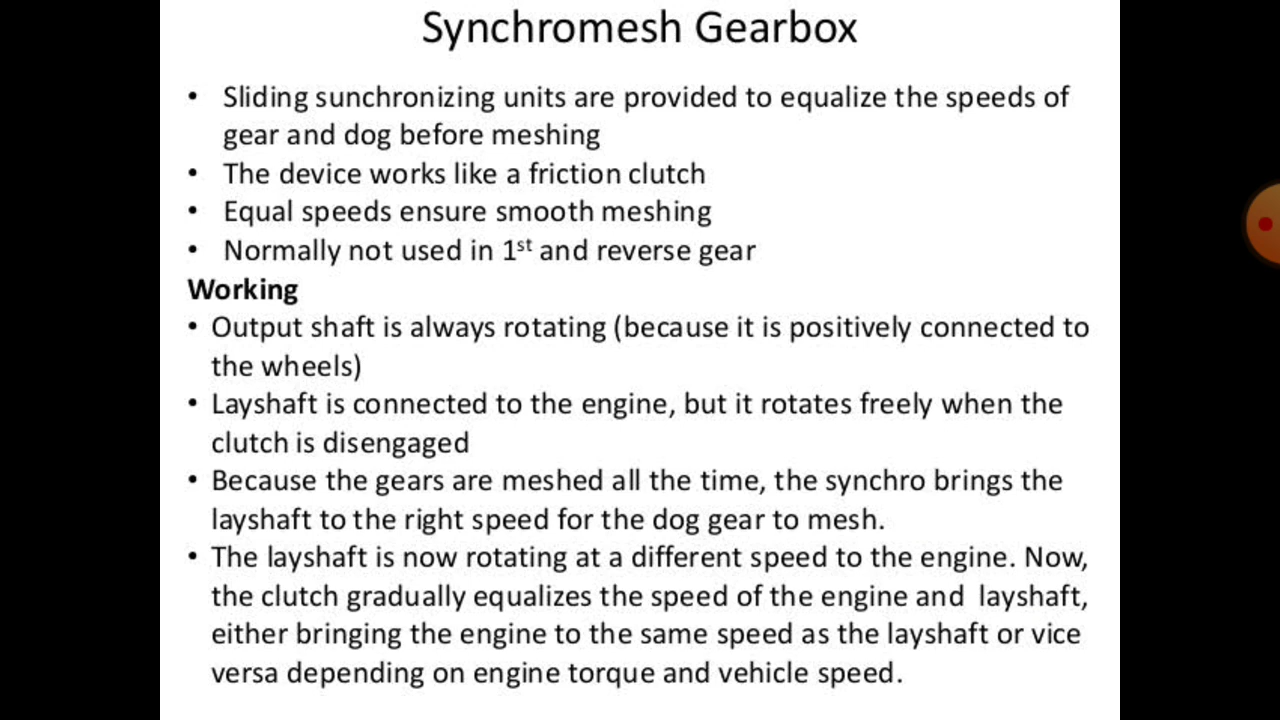 Synchromesh Gearbox
• Sliding sunchronizing units are provided to equalize the speeds of
gear and dog before meshing
• The device works like a friction clutch
• Equal speeds ensure smooth meshing
• Normally not used in 1st and reverse gear
Working
• Output shaft is always rotating (because it is positively connected to
the wheels)
• Layshaft is connected to the engine, but it rotates freely when the
clutch is disengaged
• Because the gears are meshed all the time, the synchro brings the
layshaft to the right speed for the dog gear to mesh.
• The layshaft is now rotating at a different speed to the engine. Now,
the clutch gradually equalizes the speed of the engine and layshaft,
either bringing the engine to the same speed as the layshaft or vice
versa depending on engine torque and vehicle speed.